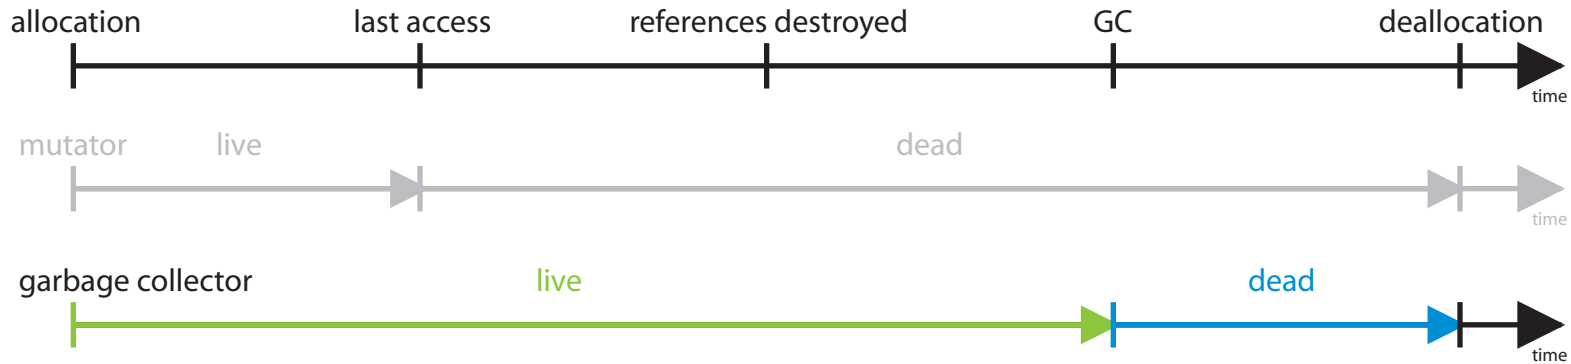 allocation last access references destroyed GC deallocation
time
mutator live dead
time
garbage collector live dead
time